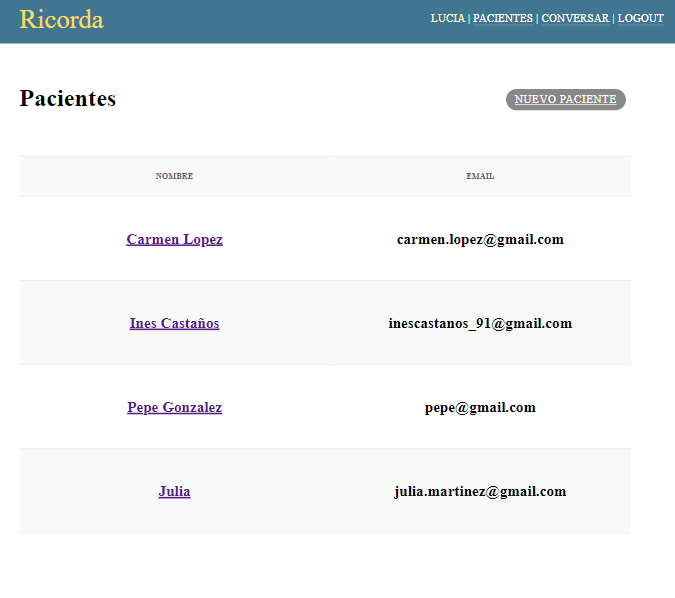 Ricorda
LUCIA | PACIENTES | CONVERSAR | LOGOUT
Pacientes
NUEVO PACIENTE
NOMBRE EMAIL
Carmen Lopez carmen.lopez@gmail.com
Ines Castaños inescastanos_91@gmail.com
Pepe Gonzalez pepe@gmail.com
Julia julia.martinez@gmail.com